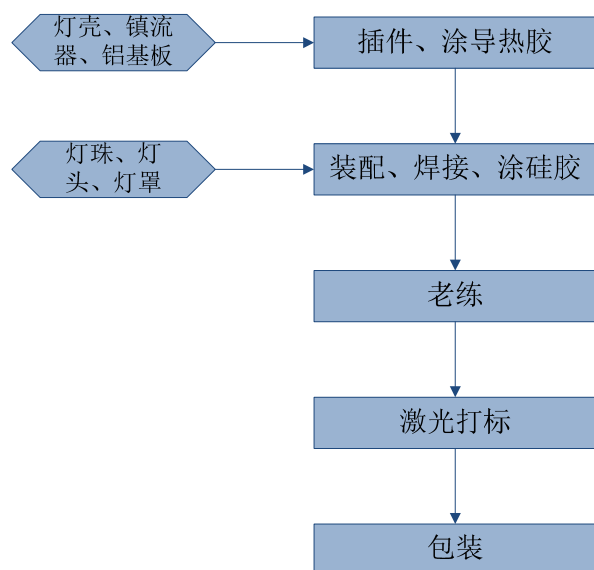 灯壳、镇流
器、铝基板
插件、涂导热胶
灯珠、灯
头、灯罩
装配、焊接、涂硅胶
老练
激光打标
包装